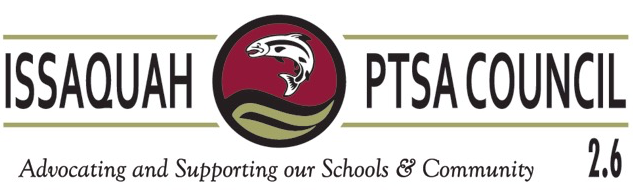 ISSAQUAH PTSA COUNCIL
2.6
Advocating and Supporting our Schools & Community